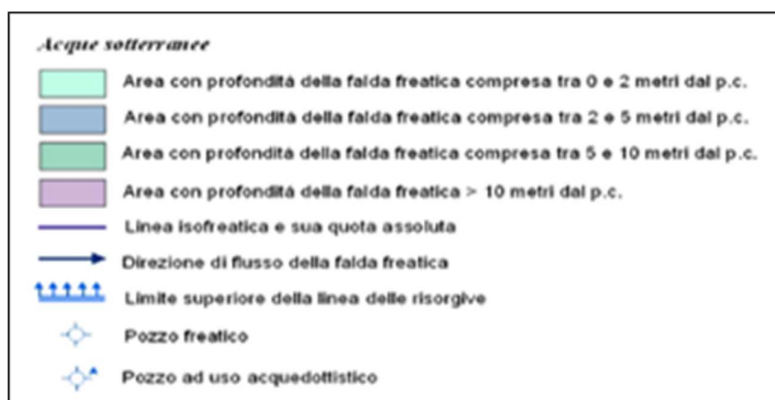 Acque sotterranee
Area con profondità della falda freatica compresa tra 0 e 2 metri dal p.c.
Area con profondità della falda freatica compresa tra 2 e 5 metri dal p.c.
Area con profondità della falda freatica compresa tra 5 e 10 metri dal p.c.
Area con profondità della falda freatica > 10 metri dal p.c.
Linea isofreatica e sua quota assoluta
Direzione di flusso della falda freatica
Limite superiore della linea delle risorgive
Pozzo freatico
Pozzo ad uso acquedottistico